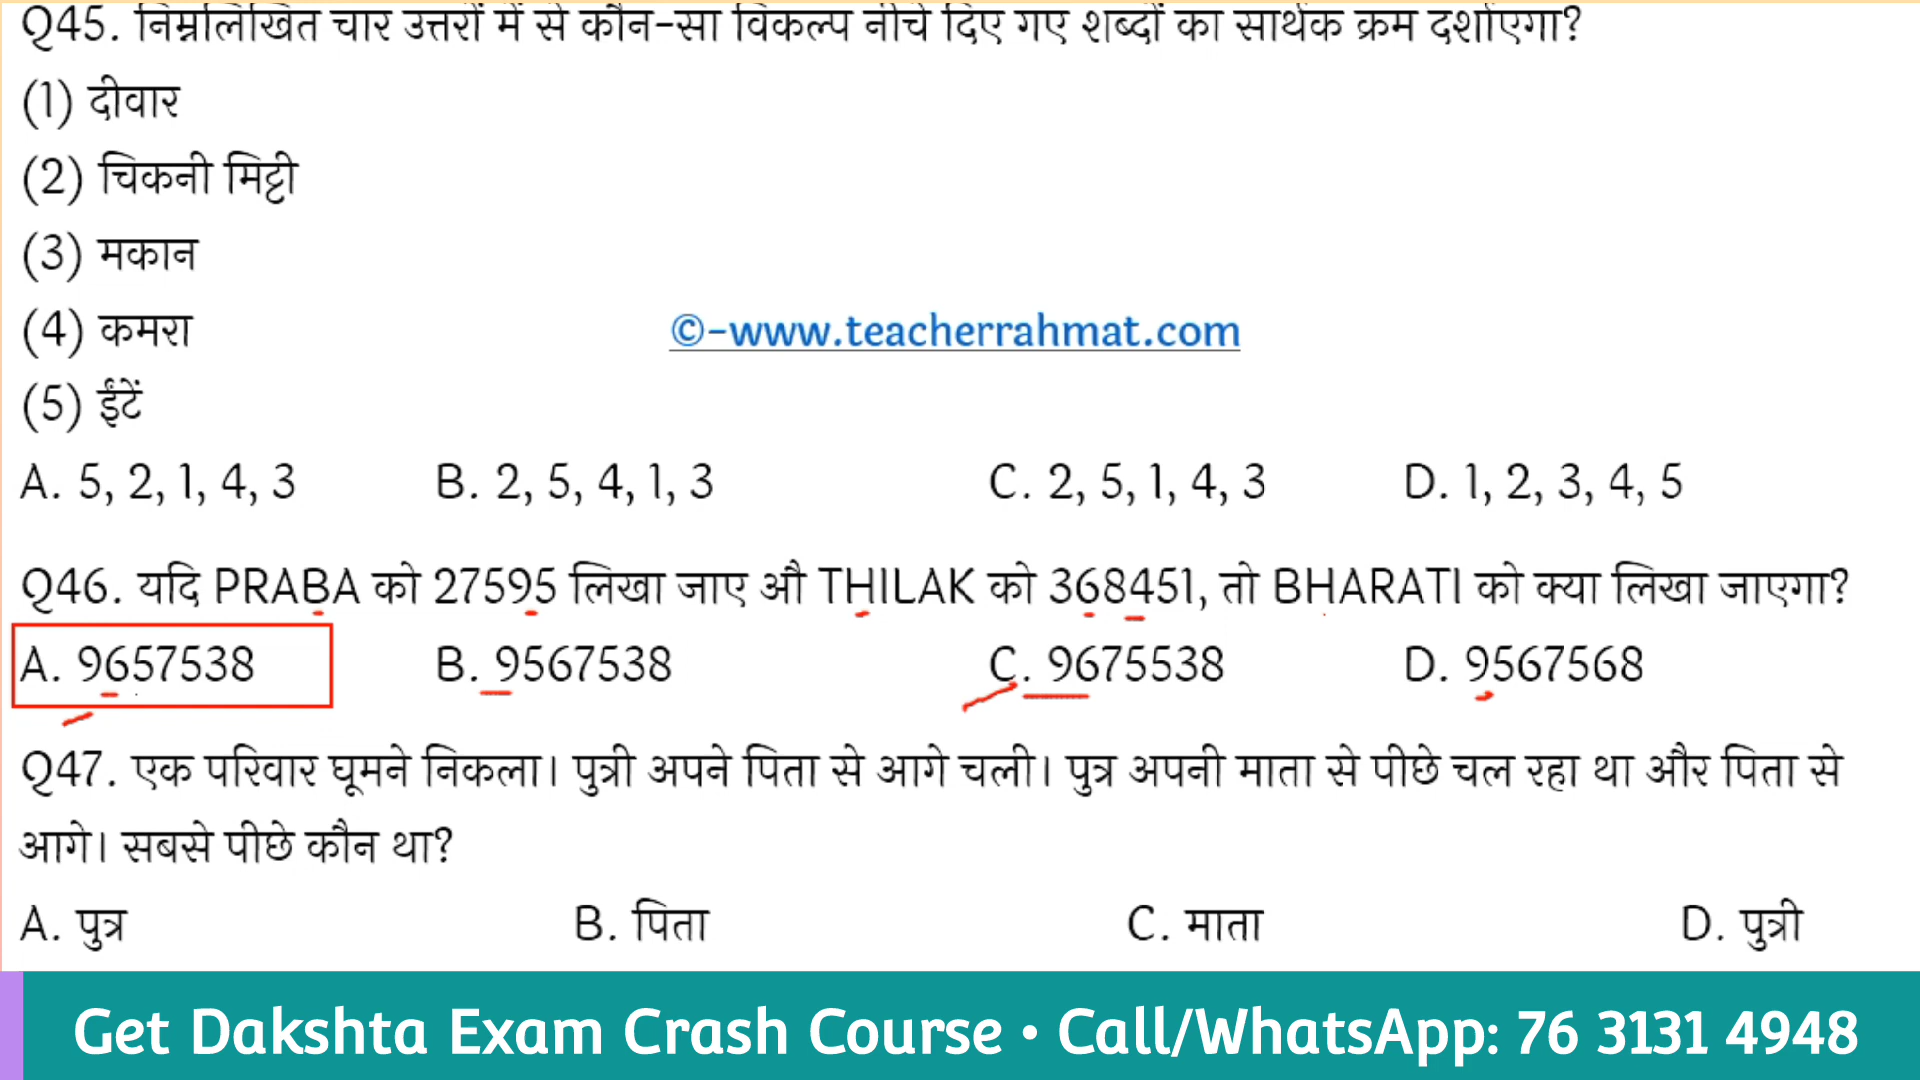 Q45. निम्नलिखित चार उत्तरों में से कौन-सा विकल्प नीचे दिए गए शब्दों का सार्थक क्रम दर्शाएगा?
(1) दीवार
(2) चिकनी मिट्टी
(3) मकान
(4) कमरा
©-www.teacherrahmat.com
(5) ईंटें
A. 5, 2, 1, 4, 3 B. 2, 5, 4, 1, 3 C. 2, 5, 1, 4, 3 D. 1, 2, 3, 4, 5
Q46. यदि PRABA को 27595 लिखा जाए औ THILAK को 368451, तो BHARATI को क्या लिखा जाएगा?
A. 9657538 B. 9567538 C. 9675538 D. 9567568
Q47. एक परिवार घूमने निकला। पुत्री अपने पिता से आगे चली। पुत्र अपनी माता से पीछे चल रहा था और पिता से
आगे। सबसे पीछे कौन था?
A. पुत्र B. पिता C. माता D. पुत्री
Get Dakshta Exam Crash Course • Call/WhatsApp: 76 3131 4948